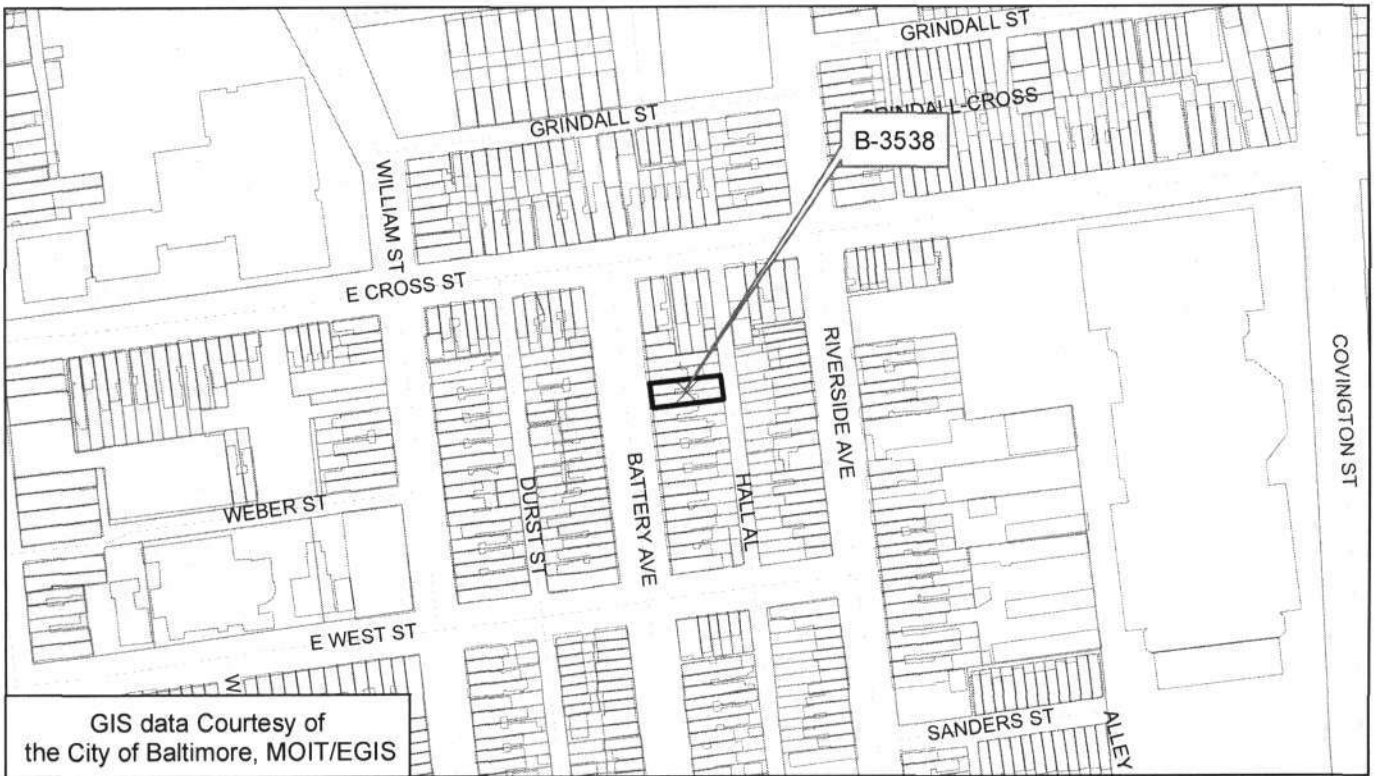 GRINDALL ST
GRINDALL-CROSS
GRINDALL ST
B-3538
WILLIAM ST
E CROSS ST
RIVERSIDE AVE
COVINGTON ST
BATTERY AVE
HALL AL
DURST ST
WEBER ST
E WEST ST
W
SANDERS ST
ALLEY
GIS data Courtesy of
the City of Baltimore, MOIT/EGIS